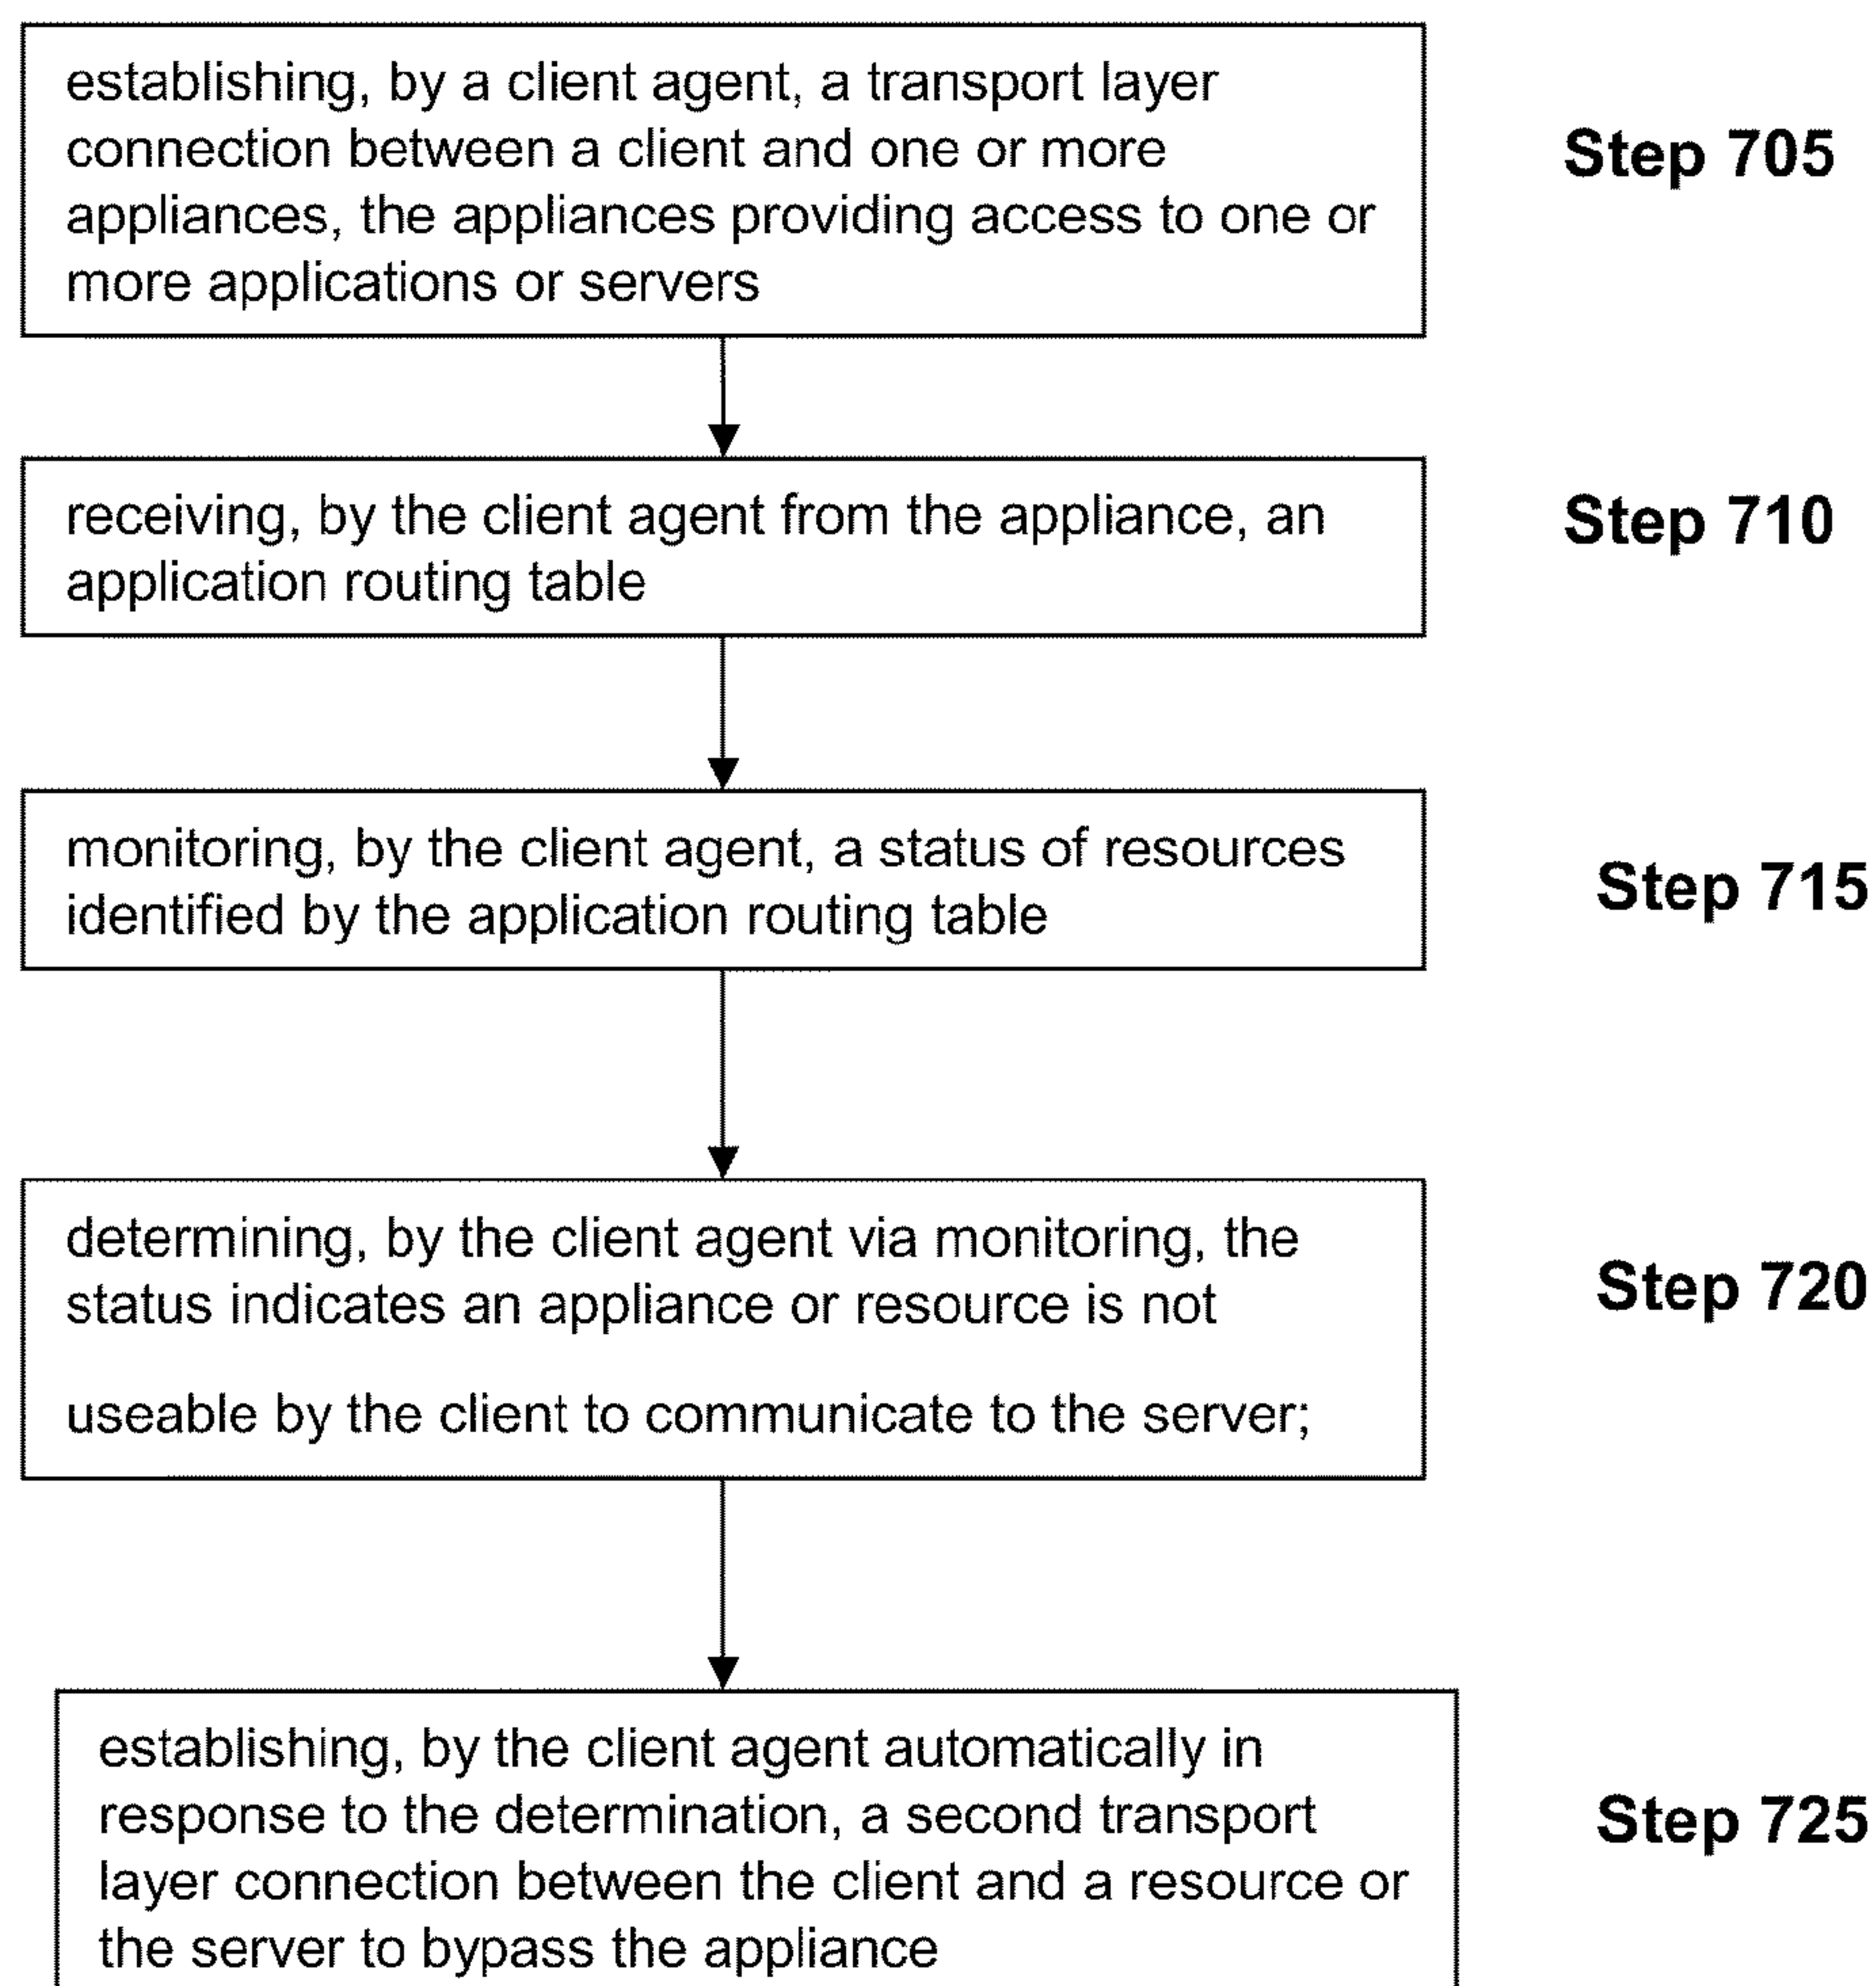 establishing, by a client agent, a transport layer
connection between a client and one or more
appliances, the appliances providing access to one or
more applications or servers
Step 705
receiving, by the client agent from the appliance, an
application routing table
Step 710
monitoring, by the client agent, a status of resources
identified by the application routing table
Step 715
determining, by the client agent via monitoring, the
status indicates an appliance or resource is not
useable by the client to communicate to the server;
Step 720
establishing, by the client agent automatically in
response to the determination, a second transport
layer connection between the client and a resource or
the server to bypass the appliance
Step 725